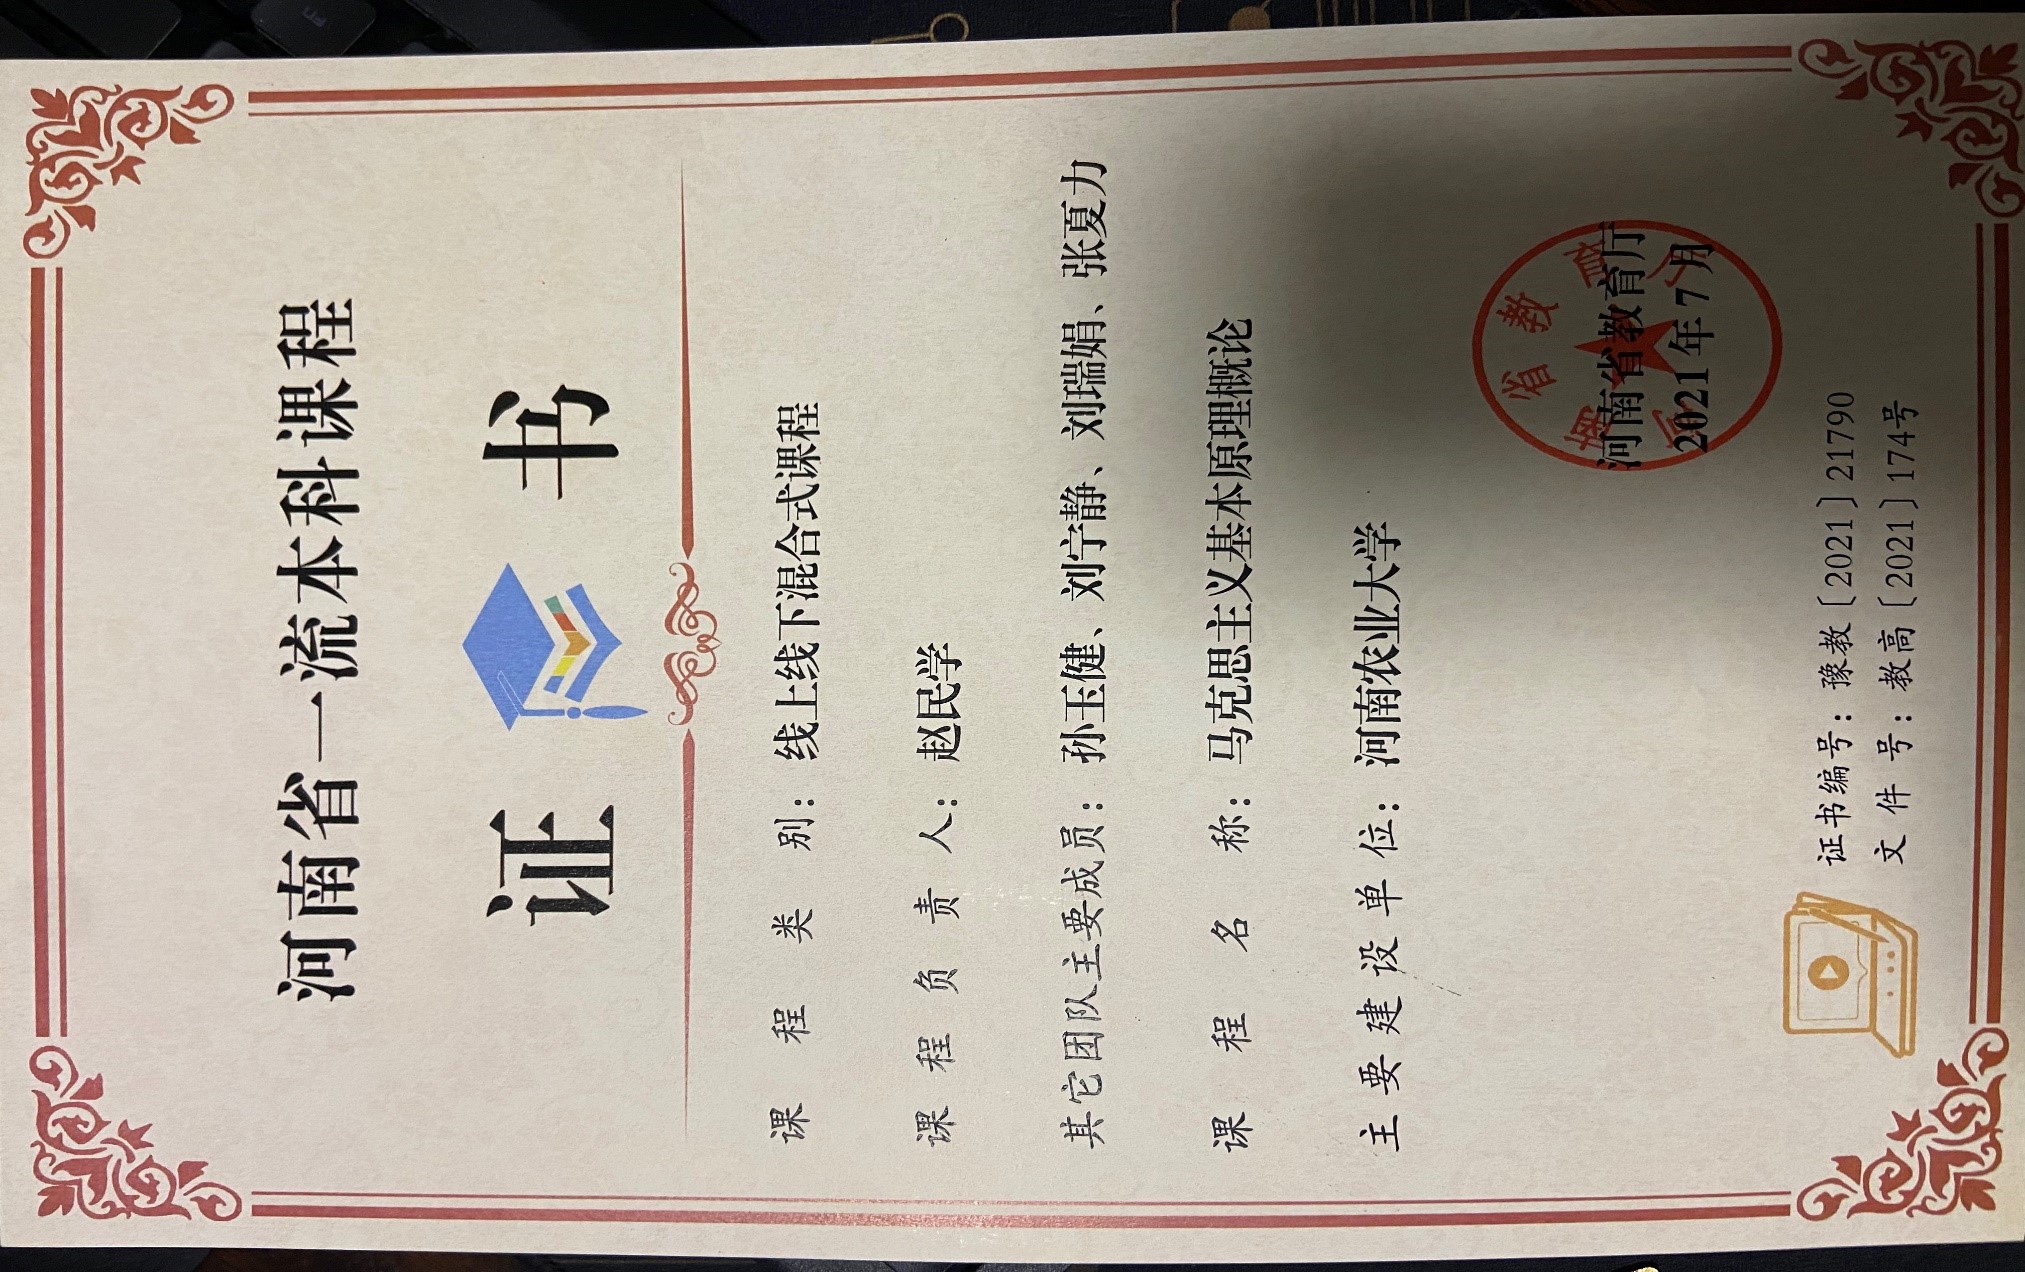 河南省一流本科课程
证书
课程类别：线上线下混合式课程
课程负责人：赵民学
其它团队主要成员：孙玉健、刘宁静、刘瑞娟、张夏力
课程名称：马克思主义基本原理概论
主要建设单位：河南农业大学
河南省教育厅
2021年7月
证书编号：豫教〔2021〕21790
文件号：教高〔2021〕174号